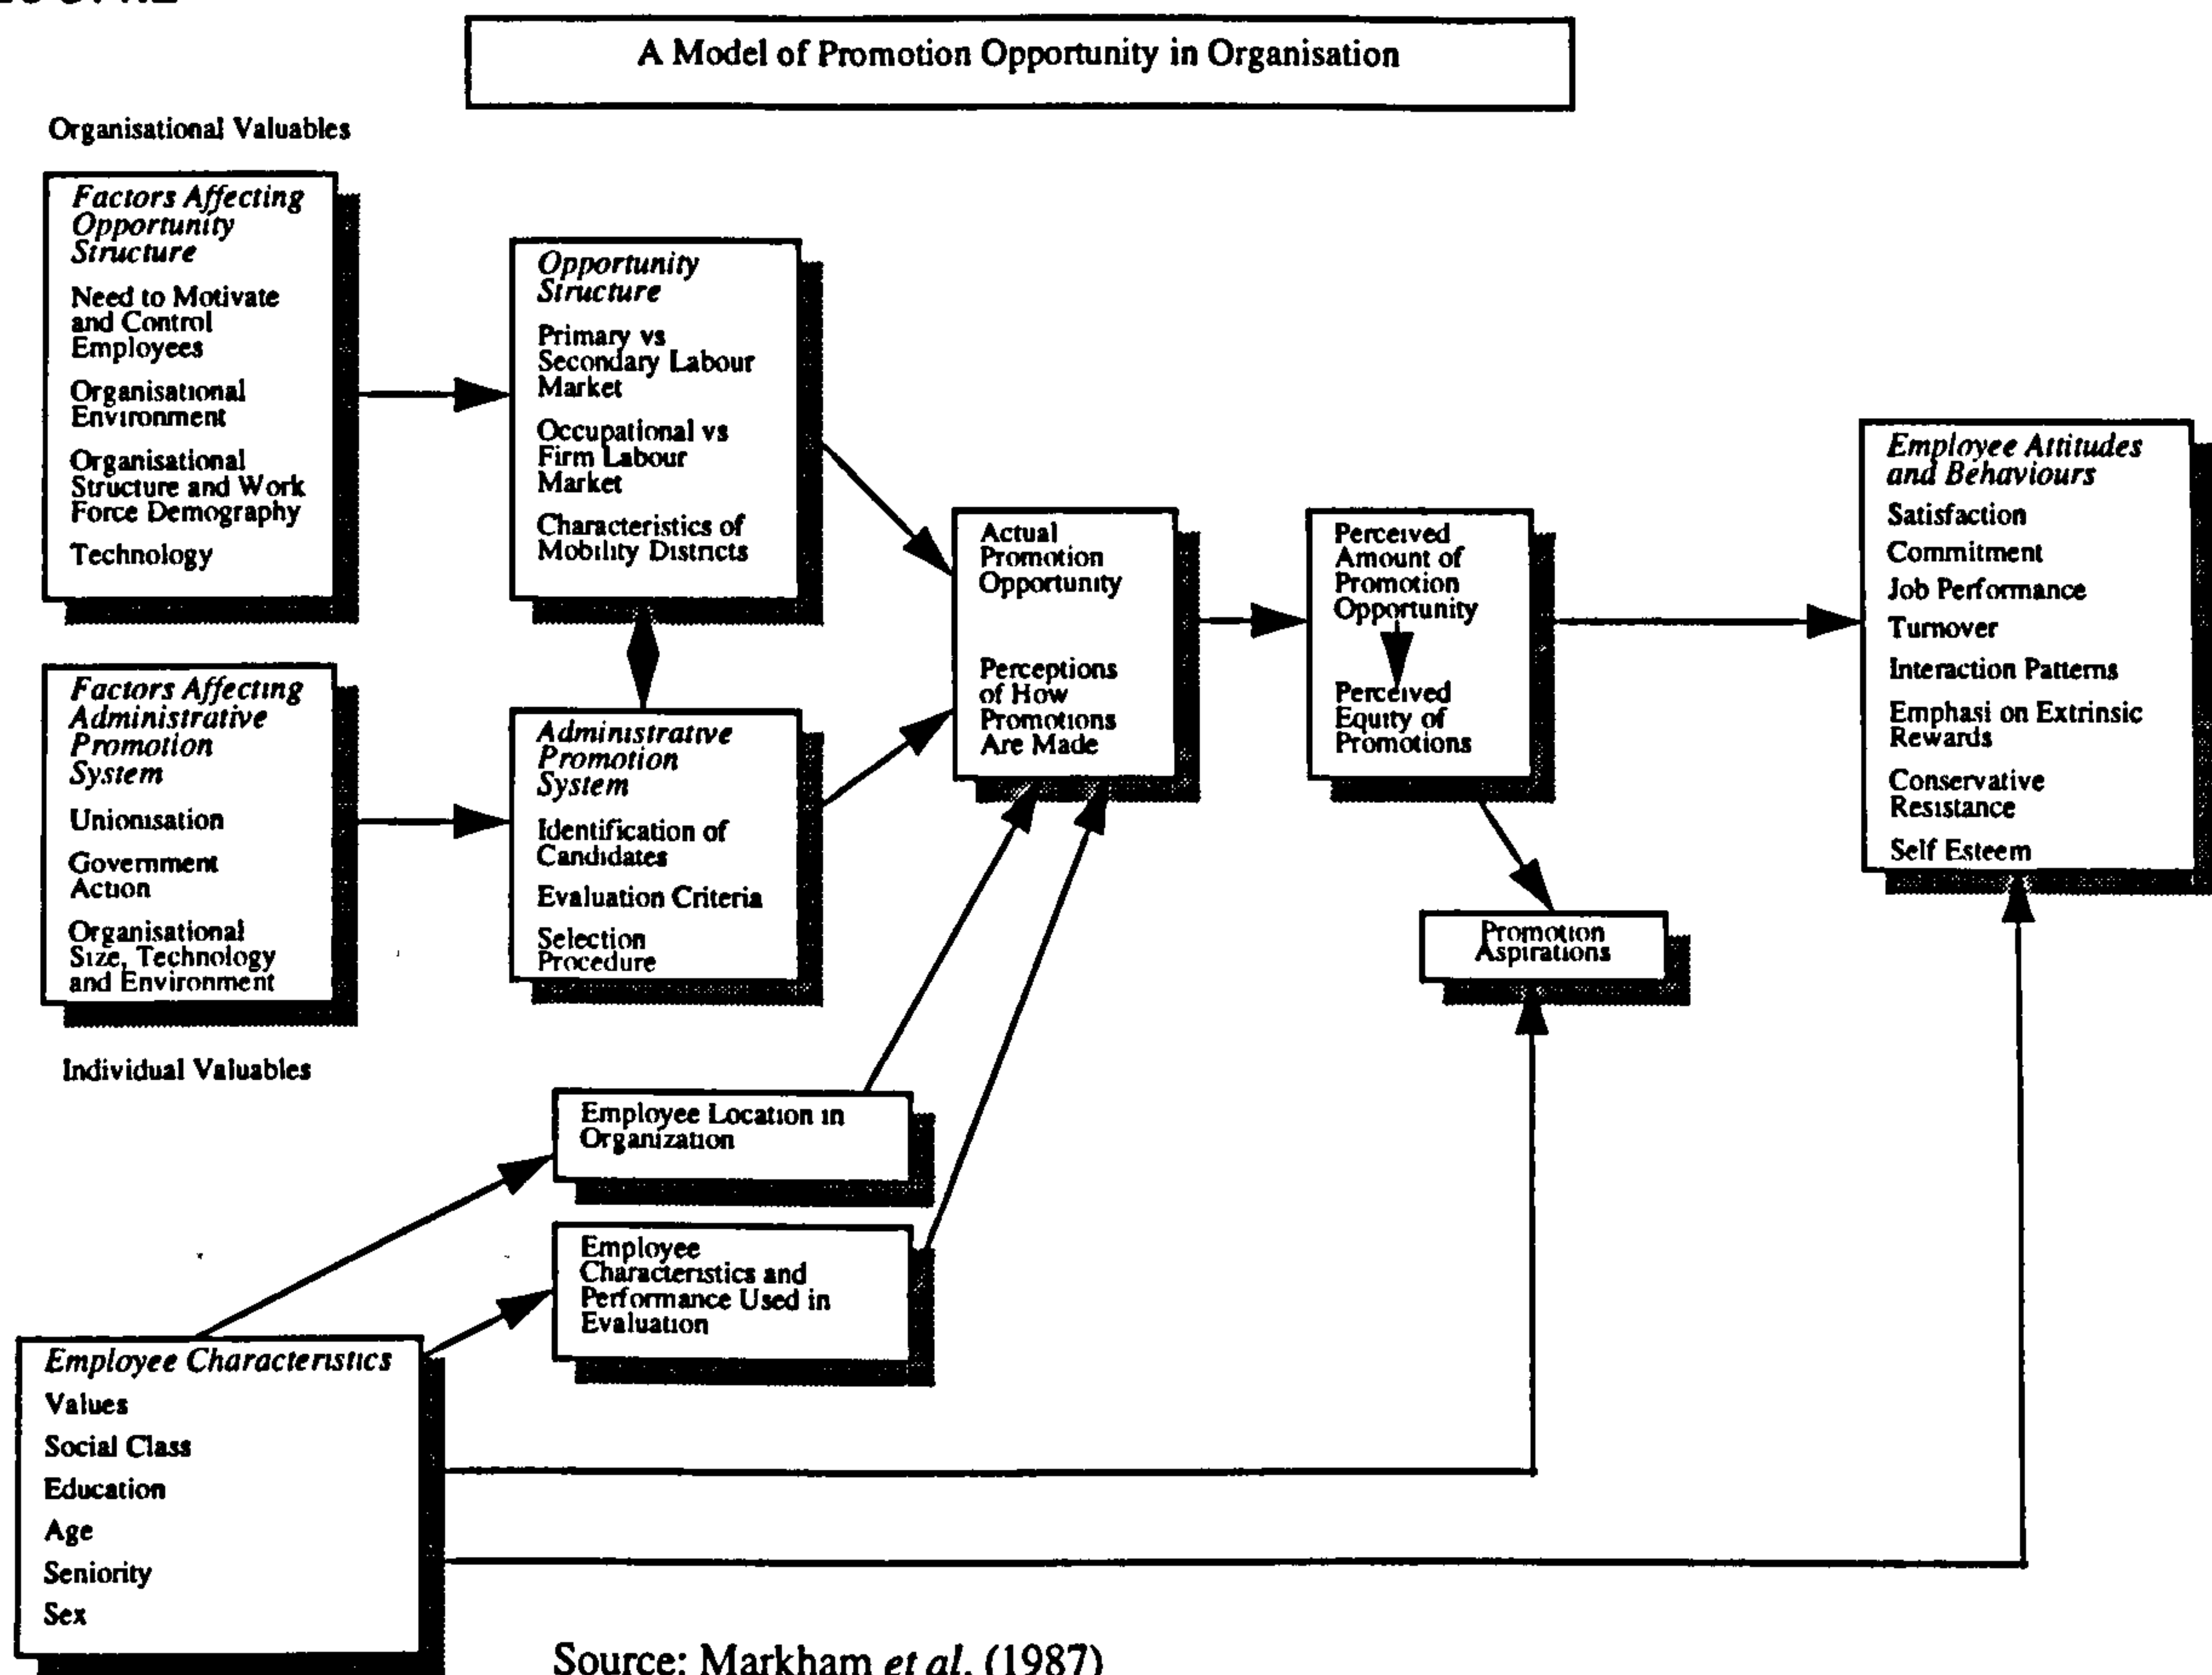 A Model of Promotion Opportunity in Organisation
Organisational Valuables
Factors Affecting
Opportunity
Structure
Need to Motivate
and Control
Employees
Organisational
Environment
Organisational
Structure and Work
Force Demography
Technology
Opportunity
Structure
Primary vs
Secondary Labour
Market
Occupational vs
Firm Labour
Market
Characteristics of
Mobility Districts
Factors Affecting
Administrative
Promotion
System
Unionisation
Government
Action
Organisational
Size, Technology
and Environment
Administrative
Promotion
System
Identification of
Candidates
Evaluation Criteria
Selection
Procedure
Actual
Promotion
Opportunity
Perceptions
of How
Promotions
Are Made
Perceived
Amount of
Promotion
Opportunity
Perceived
Equity of
Promotions
Employee Attitudes
and Behaviours
Satisfaction
Commitment
Job Performance
Turnover
Interaction Patterns
Emphasi on Extrinsic
Rewards
Conservative
Resistance
Self Esteem
Promotion
Aspirations
Individual Valuables
Employee Location in
Organization
Employee
Characteristics and
Performance Used in
Evaluation
Employee Characteristics
Values
Social Class
Education
Age
Seniority
Sex
Source: Markham et al. (1987)